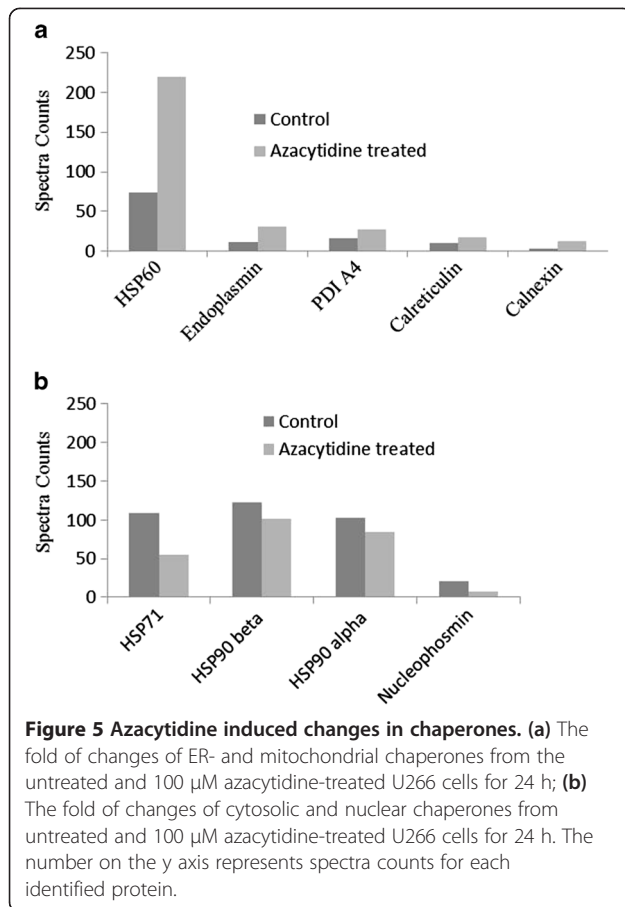 a
250
200
150
100
50
0
Spectra Counts
Control
Azacytidine treated
HSP60
Endoplasmin
PDI A4
Calreticulin
Calnexin
b
250
200
150
100
50
0
Spectra Counts
Control
Azacytidine treated
HSP71
HSP90 beta
HSP90 alpha
Nucleophosmin
Figure 5 Azacytidine induced changes in chaperones. (a) The
fold of changes of ER- and mitochondrial chaperones from the
untreated and 100 μM azacytidine-treated U266 cells for 24 h; (b)
The fold of changes of cytosolic and nuclear chaperones from
untreated and 100 μM azacytidine-treated U266 cells for 24 h. The
number on the y axis represents spectra counts for each
identified protein.